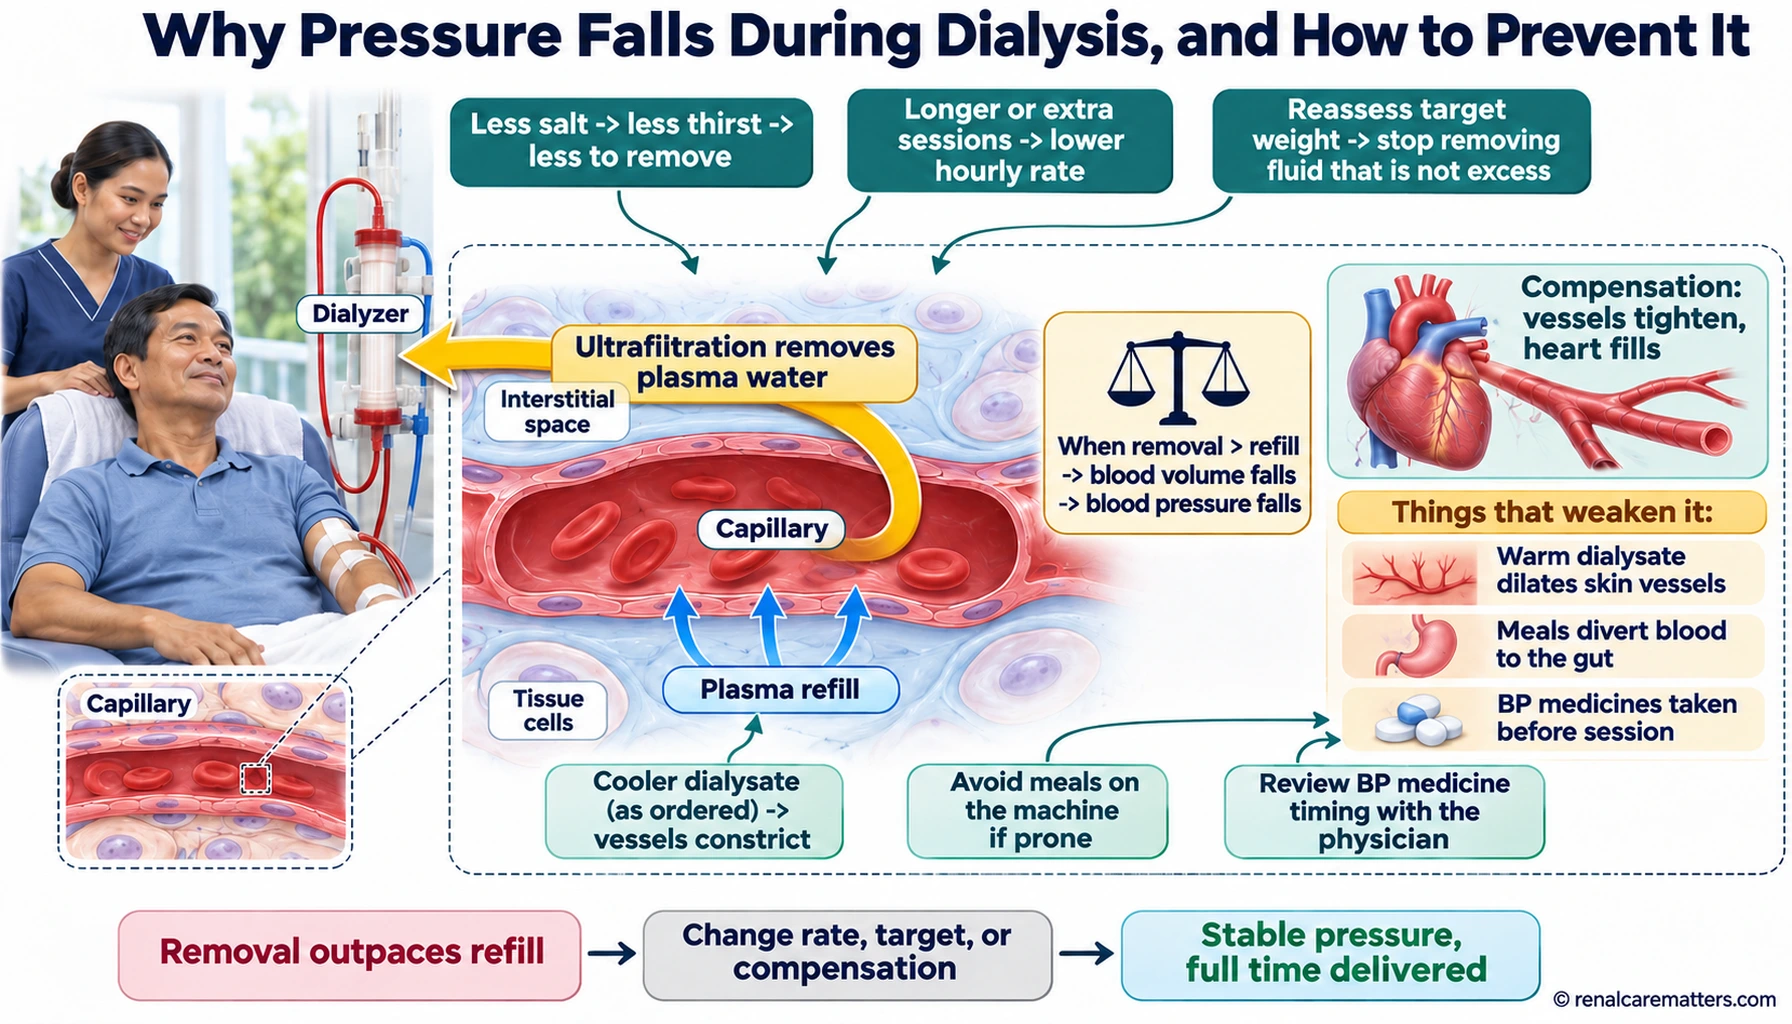 Why Pressure Falls During Dialysis, and How to Prevent It
Less salt -> less thirst ->
less to remove
Longer or extra
sessions -> lower
hourly rate
Reassess target
weight -> stop removing
fluid that is not excess
Dialyzer
Ultrafiitration removes
plasma water
Interstitial
space
Capillary
When removal > refill
-> blood volume falls
-> blood pressure falls
Compensation:
vessels tighten,
heart fills
Things that weaken it:
Warm dialysate
dilates skin vessels
Meals divert blood
to the gut
BP medicines taken
before session
Plasma refill
Tissue
cells
Capillary
Cooler dialysate
(as ordered) ->
vessels constrict
Avoid meals on
the machine
if prone
Review BP medicine
timing with the
physician
Removal outpaces refill
Change rate, target, or
compensation
Stable pressure,
full time delivered
© renalcarematters.com